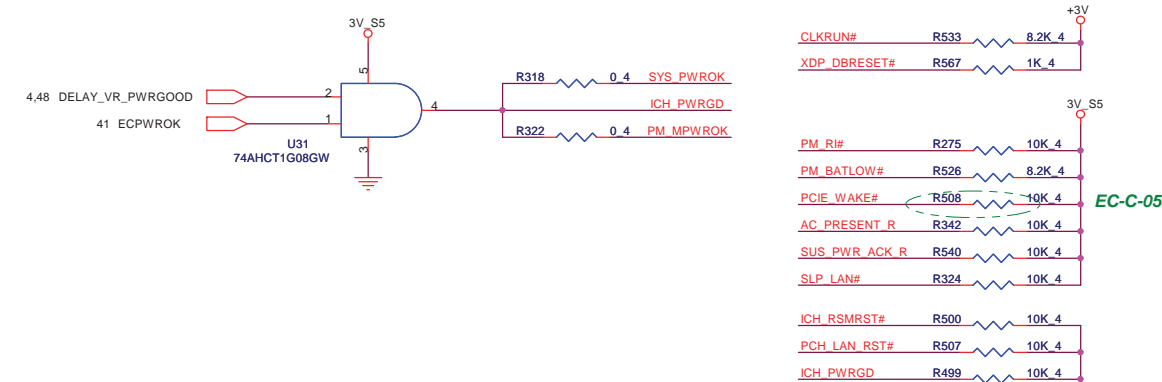 3V_S5
5
4,48 DELAY_VR_PWRGOOD 2
41 ECPWROK 1
4
3
U31
74AHCT1G08GW
R318 0_4 SYS_PWROK
ICH_PWRGD
R322 0_4 PM_MPWROK
+3V
CLKRUN# R533 8.2K_4
XDP_DBRESET# R567 1K_4
3V_S5
PM_RI# R275 10K_4
PM_BATLOW# R526 8.2K_4
PCIE_WAKE# R508 10K_4 EC-C-05
AC_PRESENT_R R342 10K_4
SUS_PWR_ACK_R R540 10K_4
SLP_LAN# R324 10K_4
ICH_RSMRST# R500 10K_4
PCH_LAN_RST# R507 10K_4
ICH_PWRGD R499 10K_4